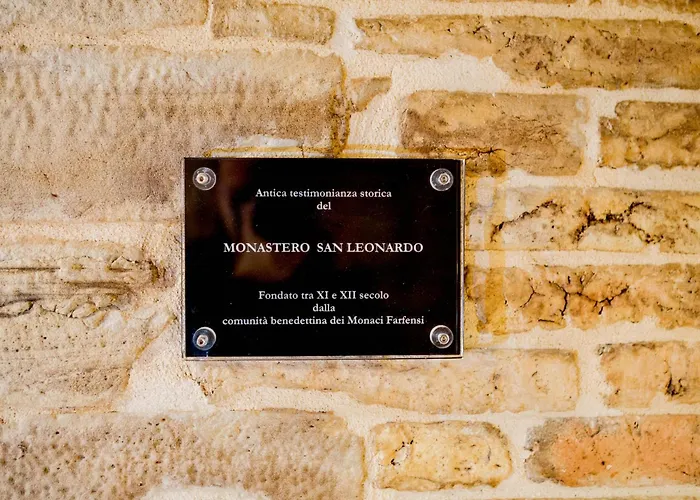 Antica testimonianza storica
del
MONASTERO SAN LEONARDO
Fondato tra XI e XII secolo
dalla
comunità benedettina dei Monaci Farfensi